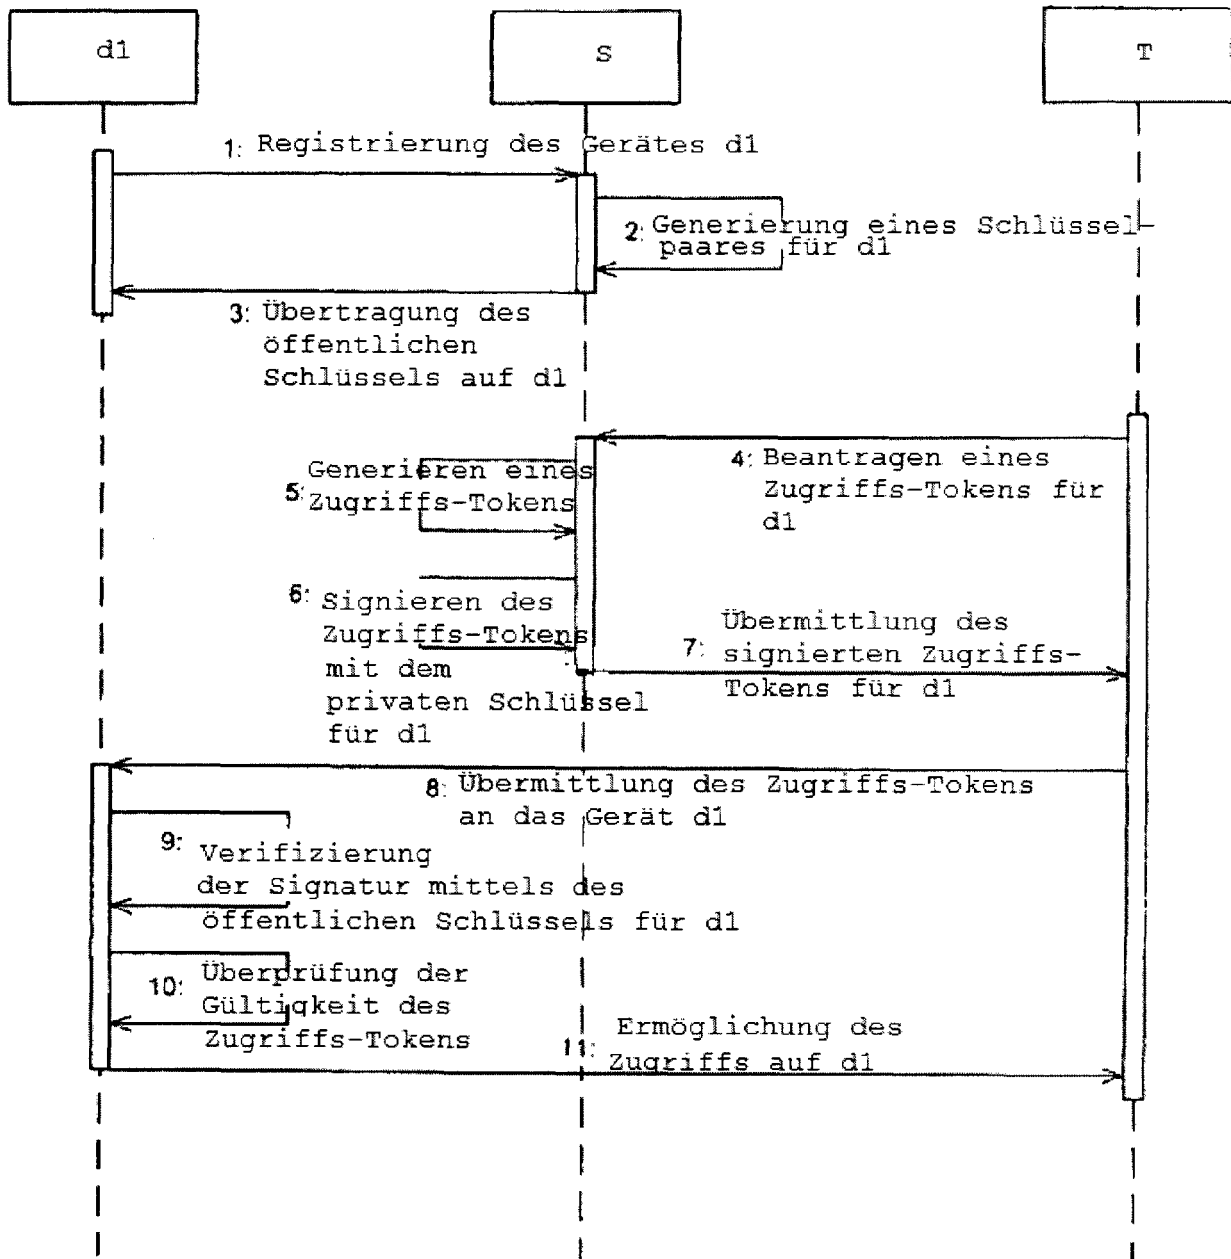 d1
S
T
1: Registrierung des Gerätes d1
2: Generierung eines Schlüssel-
paares für d1
3: Übertragung des
öffentlichen
Schlüssels auf d1
4: Beantragen eines
Zugriffs-Tokens für
d1
Generieren eines
5: Zugriffs-Tokens
6: Signieren des
Zugriffs-Tokens
mit dem
privaten Schlüssel
für d1
Übermittlung des
7: signierten Zugriffs-
Tokens für d1
8: Übermittlung des Zugriffs-Tokens
an das Gerät d1
9: Verifizierung
der Signatur mittels des
öffentlichen Schlüssels für d1
10: Überprüfung der
Gültigkeit des
Zugriffs-Tokens
Ermöglichung des
11: Zugriffs auf d1